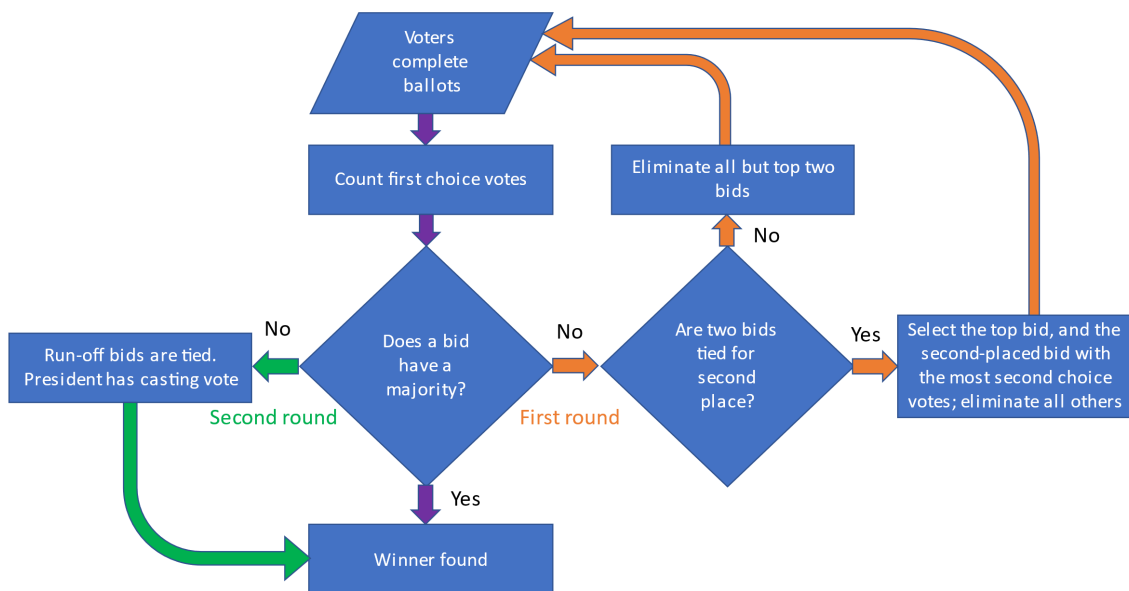 Voters
complete
ballots
Count first choice votes
Eliminate all but top two
bids
No
No
Does a bid
have a
majority?
No
Are two bids
tied for
second
place?
Yes
Run-off bids are tied.
President has casting vote
Select the top bid, and the
second-placed bid with
the most second choice
votes; eliminate all others
Second round
First round
Yes
Winner found